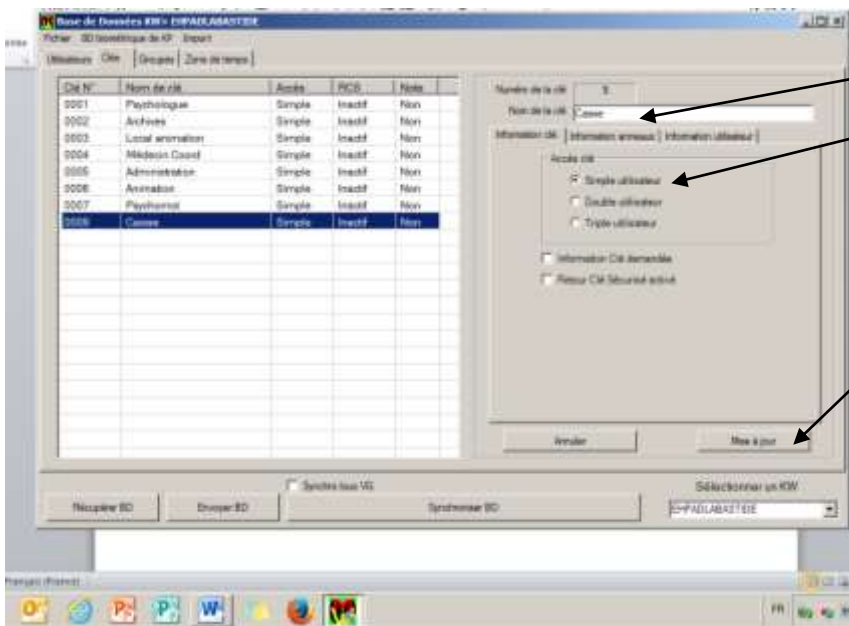 Base de Données KW> EHPADLABASTIDE
Fichier BD biométrique de KP Import
Utilisateurs Clés Groupes Zone de temps
Clé N° Nom de clé Accès RCS Note
0001 Psychologue Simple Inactif Non
0002 Archives Simple Inactif Non
0003 Local animation Simple Inactif Non
0004 Médecin Coord Simple Inactif Non
0005 Administration Simple Inactif Non
0006 Animation Simple Inactif Non
0007 Psychomot Simple Inactif Non
Simple Inactif Non
Numéro de la clé
Nom de la clé
Information clé Information anneaux Information utilisateur
Accès clé
Simple utilisateur
Double utilisateur
Triple utilisateur
Information Clé demandée
Retour Clé Sécurisé activé
Annuler Mise à jour
Synchro tous VG
Récupérer BD Envoyer BD Synchroniser BD
Sélectionner un KW
EHPADLABASTIDE
Français (France)
FR